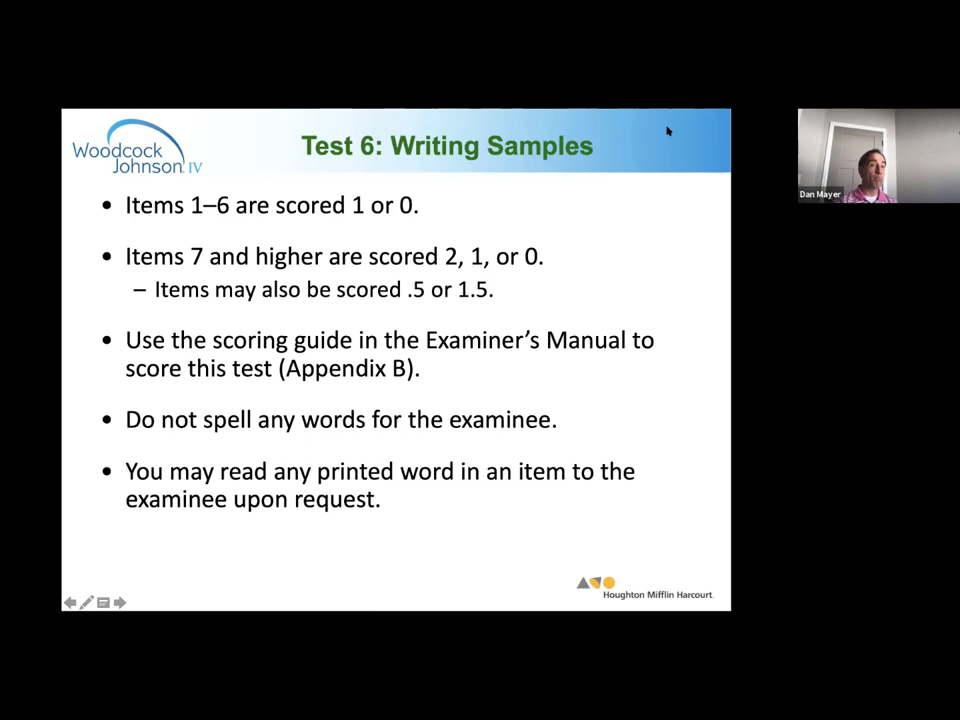 Woodcock
Johnson IV
Test 6: Writing Samples
• Items 1–6 are scored 1 or 0.
• Items 7 and higher are scored 2, 1, or 0.
– Items may also be scored .5 or 1.5.
• Use the scoring guide in the Examiner’s Manual to
score this test (Appendix B).
• Do not spell any words for the examinee.
• You may read any printed word in an item to the
examinee upon request.
Houghton Mifflin Harcourt
Dan Mayer